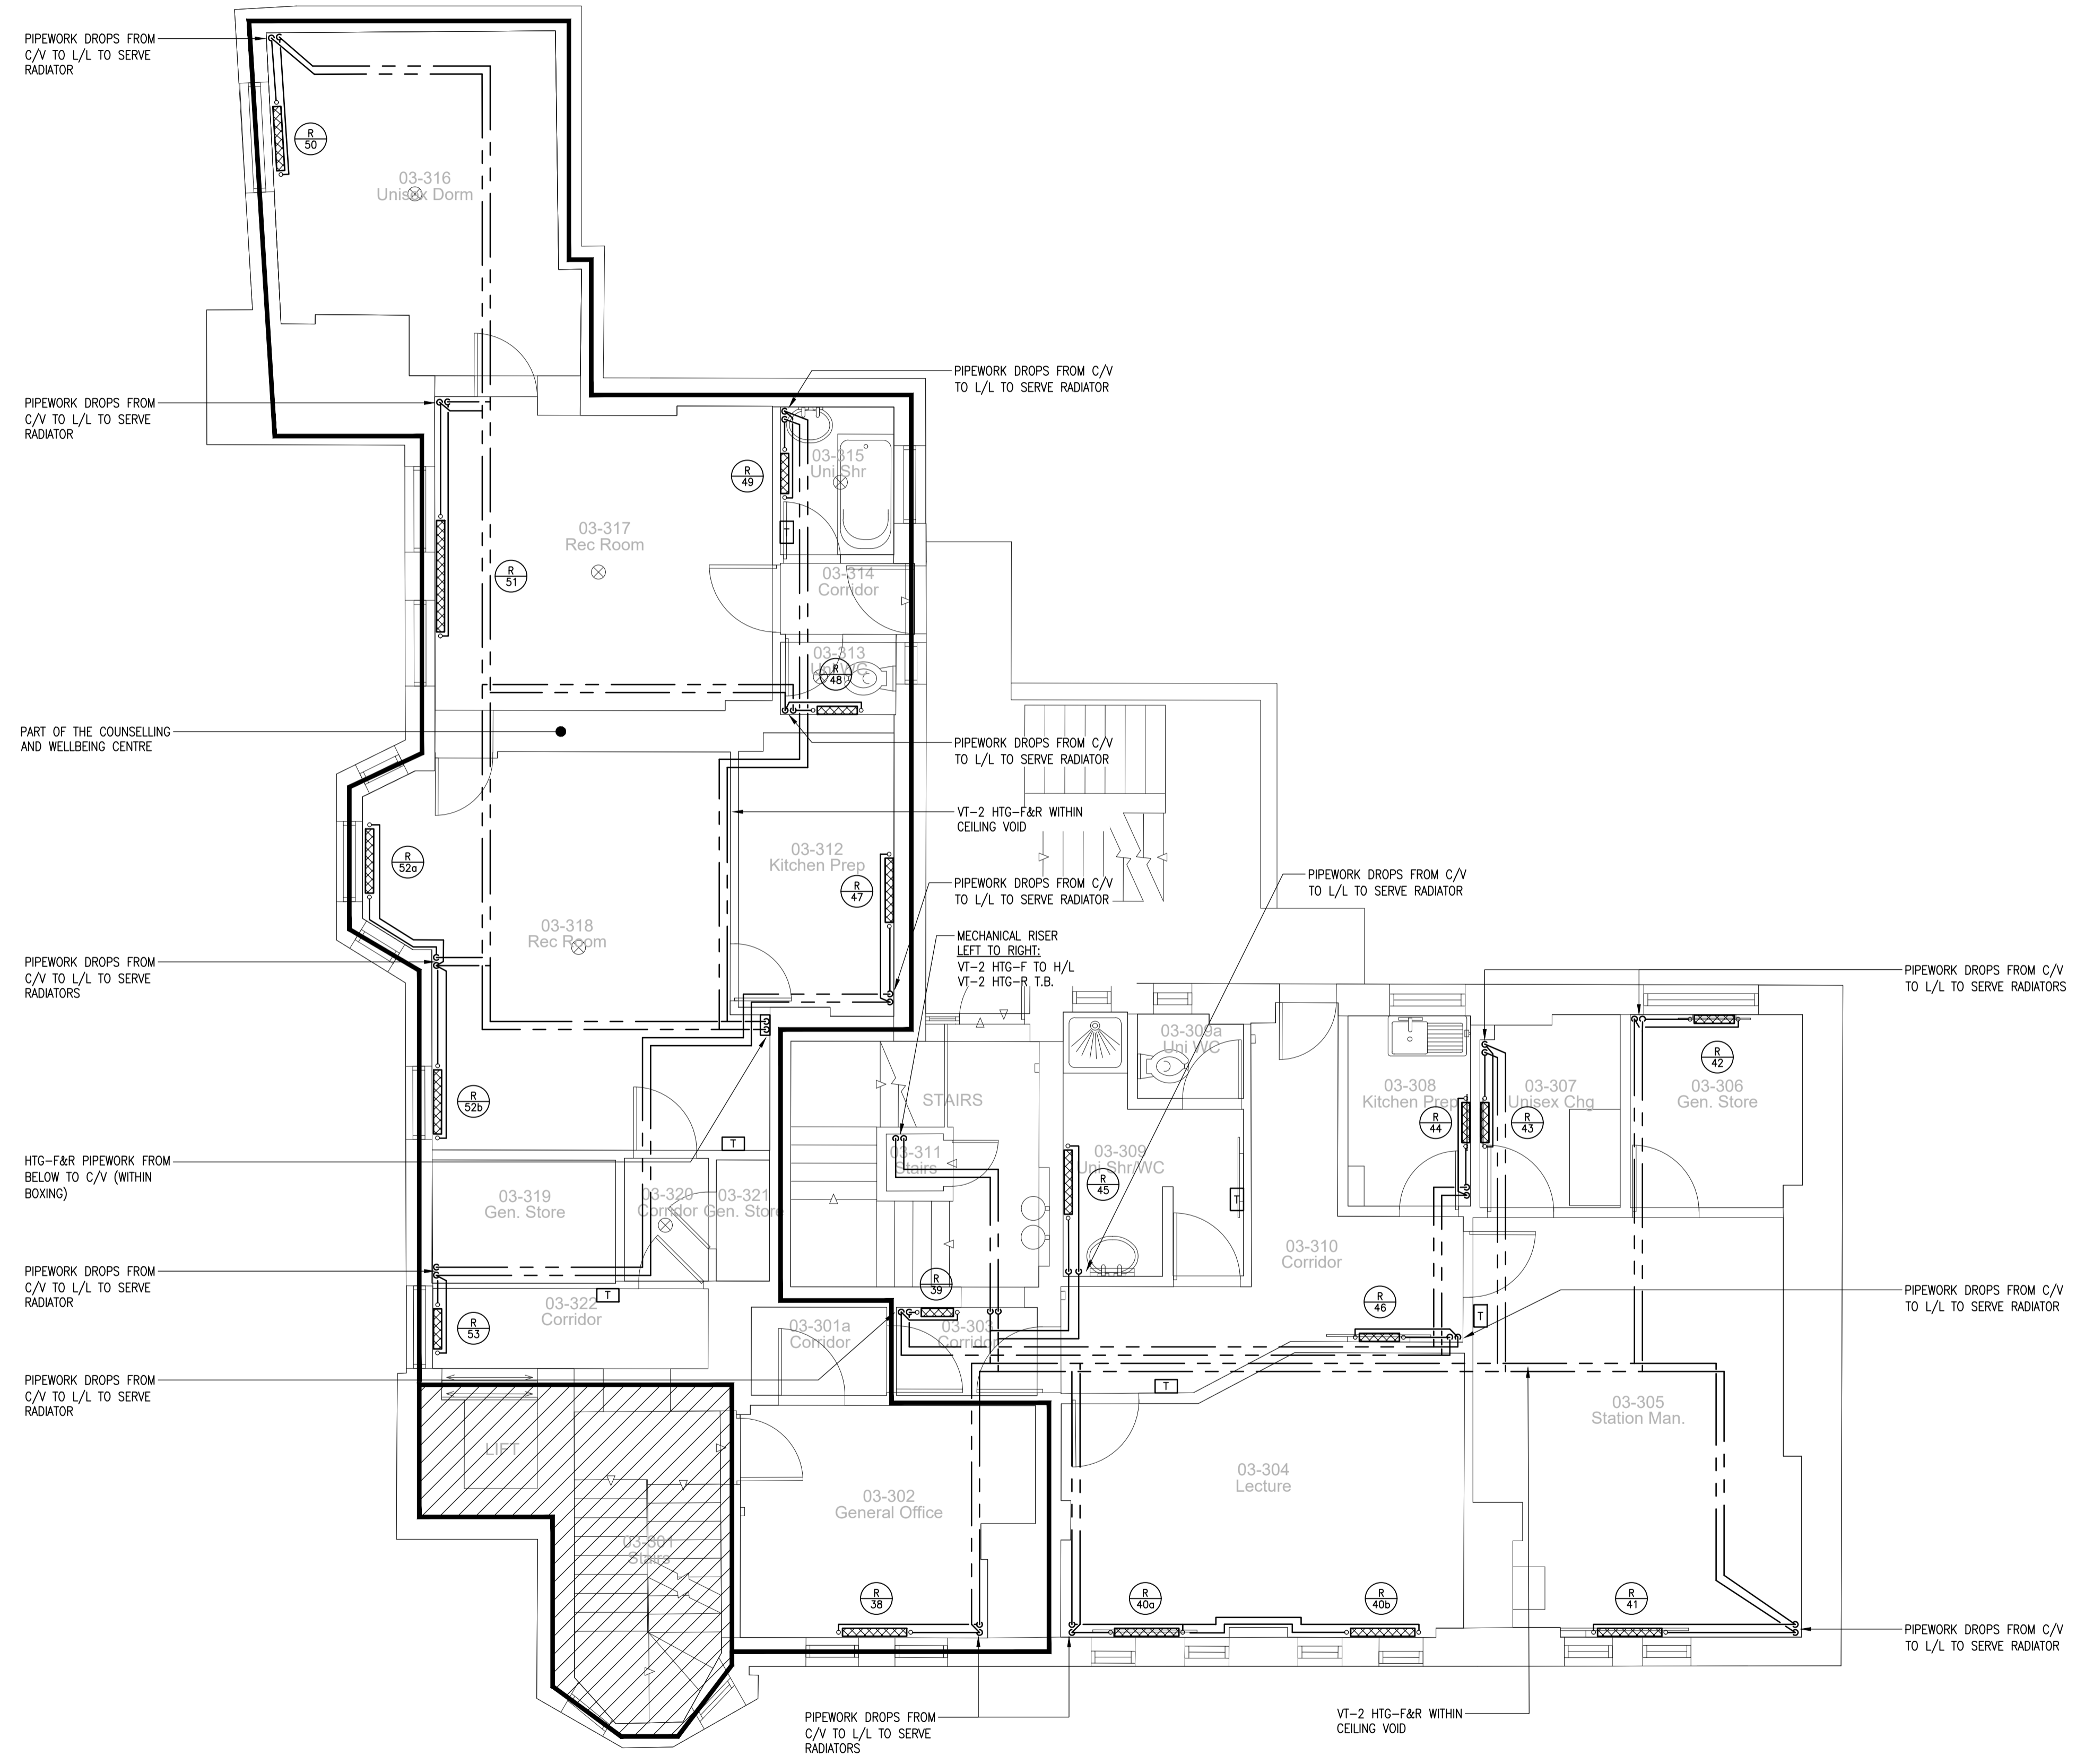 PIPEWORK DROPS FROM
C/V TO L/L TO SERVE
RADIATOR
R
50
03-316
Unisex Dorm
PIPEWORK DROPS FROM C/V
TO L/L TO SERVE RADIATOR
PIPEWORK DROPS FROM
C/V TO L/L TO SERVE
RADIATOR
R
49
03-315
Uni Shr
T
03-317
Rec Room
R
51
03-314
Corridor
03-313
Uni WC
R
48
PART OF THE COUNSELLING
AND WELLBEING CENTRE
PIPEWORK DROPS FROM C/V
TO L/L TO SERVE RADIATOR
VT-2 HTG-F&R WITHIN
CEILING VOID
R
52a
03-312
Kitchen Prep
R
47
PIPEWORK DROPS FROM C/V
TO L/L TO SERVE RADIATOR
PIPEWORK DROPS FROM C/V
TO L/L TO SERVE RADIATOR
03-318
Rec Room
MECHANICAL RISER
LEFT TO RIGHT:
VT-2 HTG-F TO H/L
VT-2 HTG-R T.B.
PIPEWORK DROPS FROM
C/V TO L/L TO SERVE
RADIATORS
PIPEWORK DROPS FROM C/V
TO L/L TO SERVE RADIATORS
03-309a
Uni WC
R
42
03-308
Kitchen Prep
03-307
Unisex Chg
03-306
Gen. Store
R
52b
STAIRS
R
44
R
43
T
03-311
Stairs
03-309
Uni Shr/WC
R
45
T
HTG-F&R PIPEWORK FROM
BELOW TO C/V (WITHIN
BOXING)
03-319
Gen. Store
03-320
Corridor
03-321
Gen. Store
03-310
Corridor
PIPEWORK DROPS FROM
C/V TO L/L TO SERVE
RADIATOR
R
39
R
46
PIPEWORK DROPS FROM C/V
TO L/L TO SERVE RADIATOR
T
03-322
Corridor
T
R
53
03-301a
Corridor
03-303
Corridor
PIPEWORK DROPS FROM
C/V TO L/L TO SERVE
RADIATOR
T
03-305
Station Man.
LIFT
03-304
Lecture
03-302
General Office
03-301
Stairs
R
38
R
40a
R
40b
R
41
PIPEWORK DROPS FROM C/V
TO L/L TO SERVE RADIATOR
PIPEWORK DROPS FROM
C/V TO L/L TO SERVE
RADIATORS
VT-2 HTG-F&R WITHIN
CEILING VOID